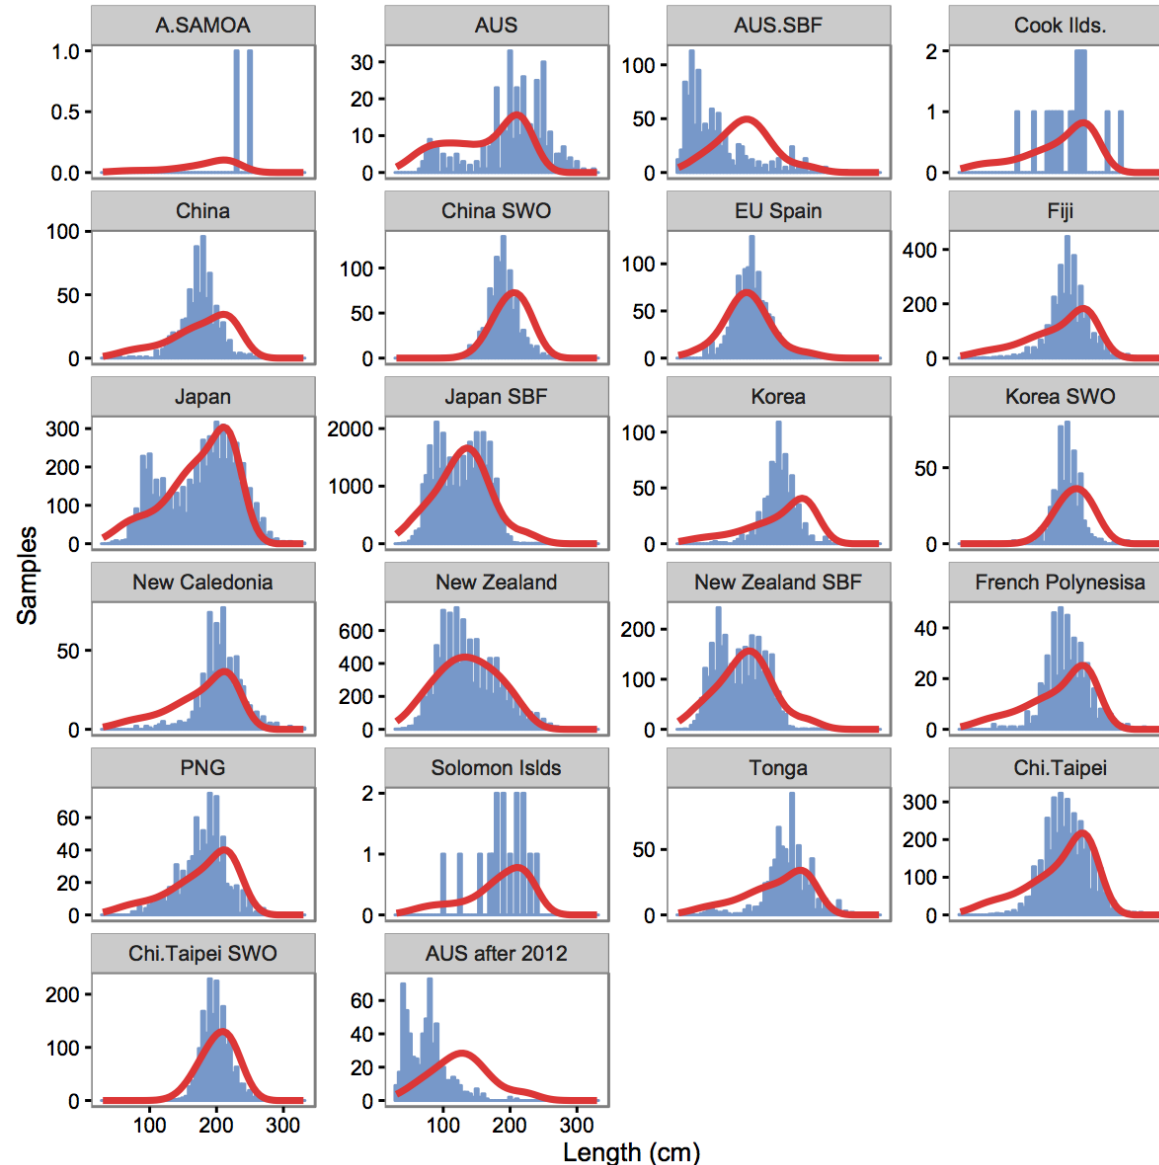 A.SAMOA AUS AUS.SBF Cook Ilds.
1.0 0.5 0.0
30 20 10 0
100 50 0
2 1 0
China China SWO EU Spain Fiji
100 50 0
100 50 0
100 50 0
400 200 0
Japan Japan SBF Korea Korea SWO
300 200 100 0
2000 1000 0
100 50 0
50 0
New Caledonia New Zealand New Zealand SBF French Polynesisa
50 0
600 400 200 0
200 100 0
40 20 0
PNG Solomon Islds Tonga Chi.Taipei
60 40 20 0
2 1 0
50 0
300 200 100 0
Chi.Taipei SWO AUS after 2012
200 100 0
60 40 20 0
100 200 300 100 200 300
Samples
Length (cm)